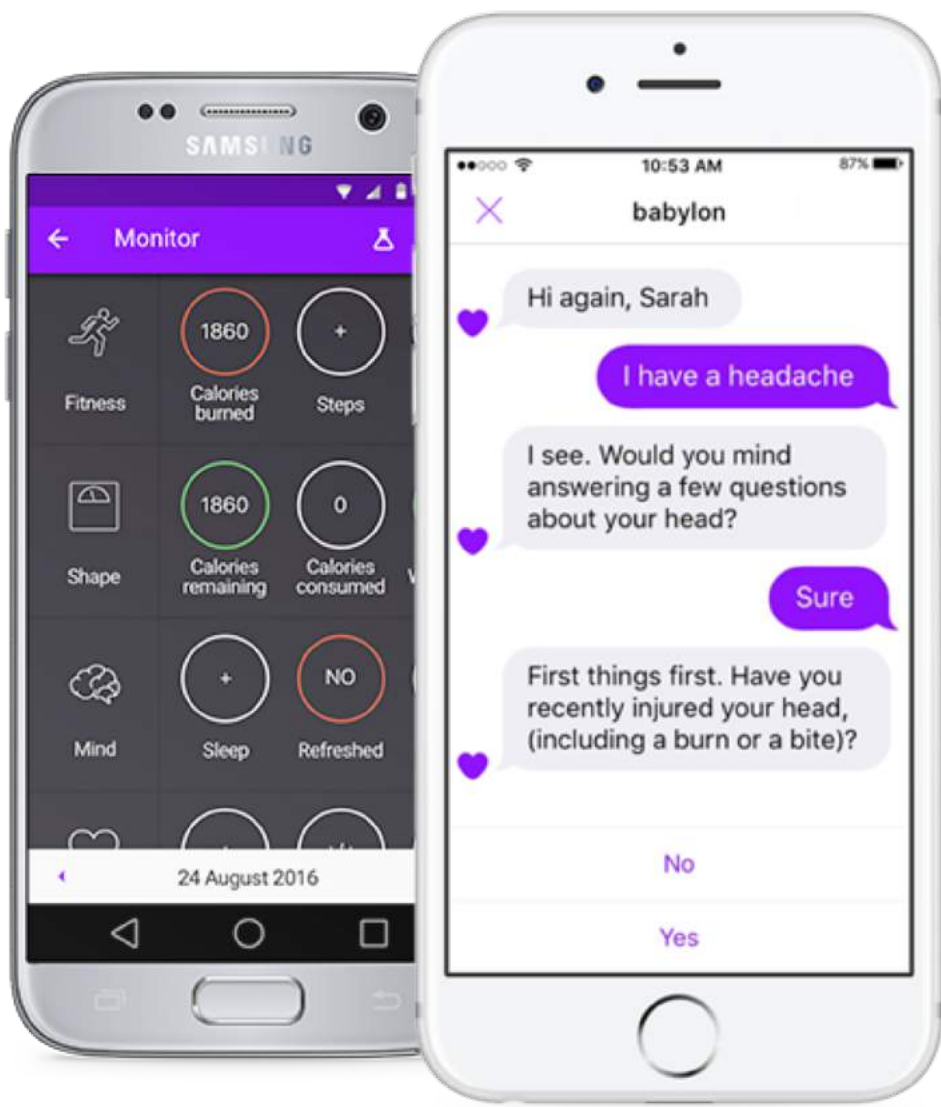 SAMSUNG
Monitor
Fitness
1860
Calories
burned
+
Steps
Shape
1860
Calories
remaining
0
Calories
consumed
Mind
+
Sleep
NO
Refreshed
24 August 2016
10:53 AM
87%
babylon
Hi again, Sarah
I have a headache
I see. Would you mind
answering a few questions
about your head?
Sure
First things first. Have you
recently injured your head,
(including a burn or a bite)?
No
Yes